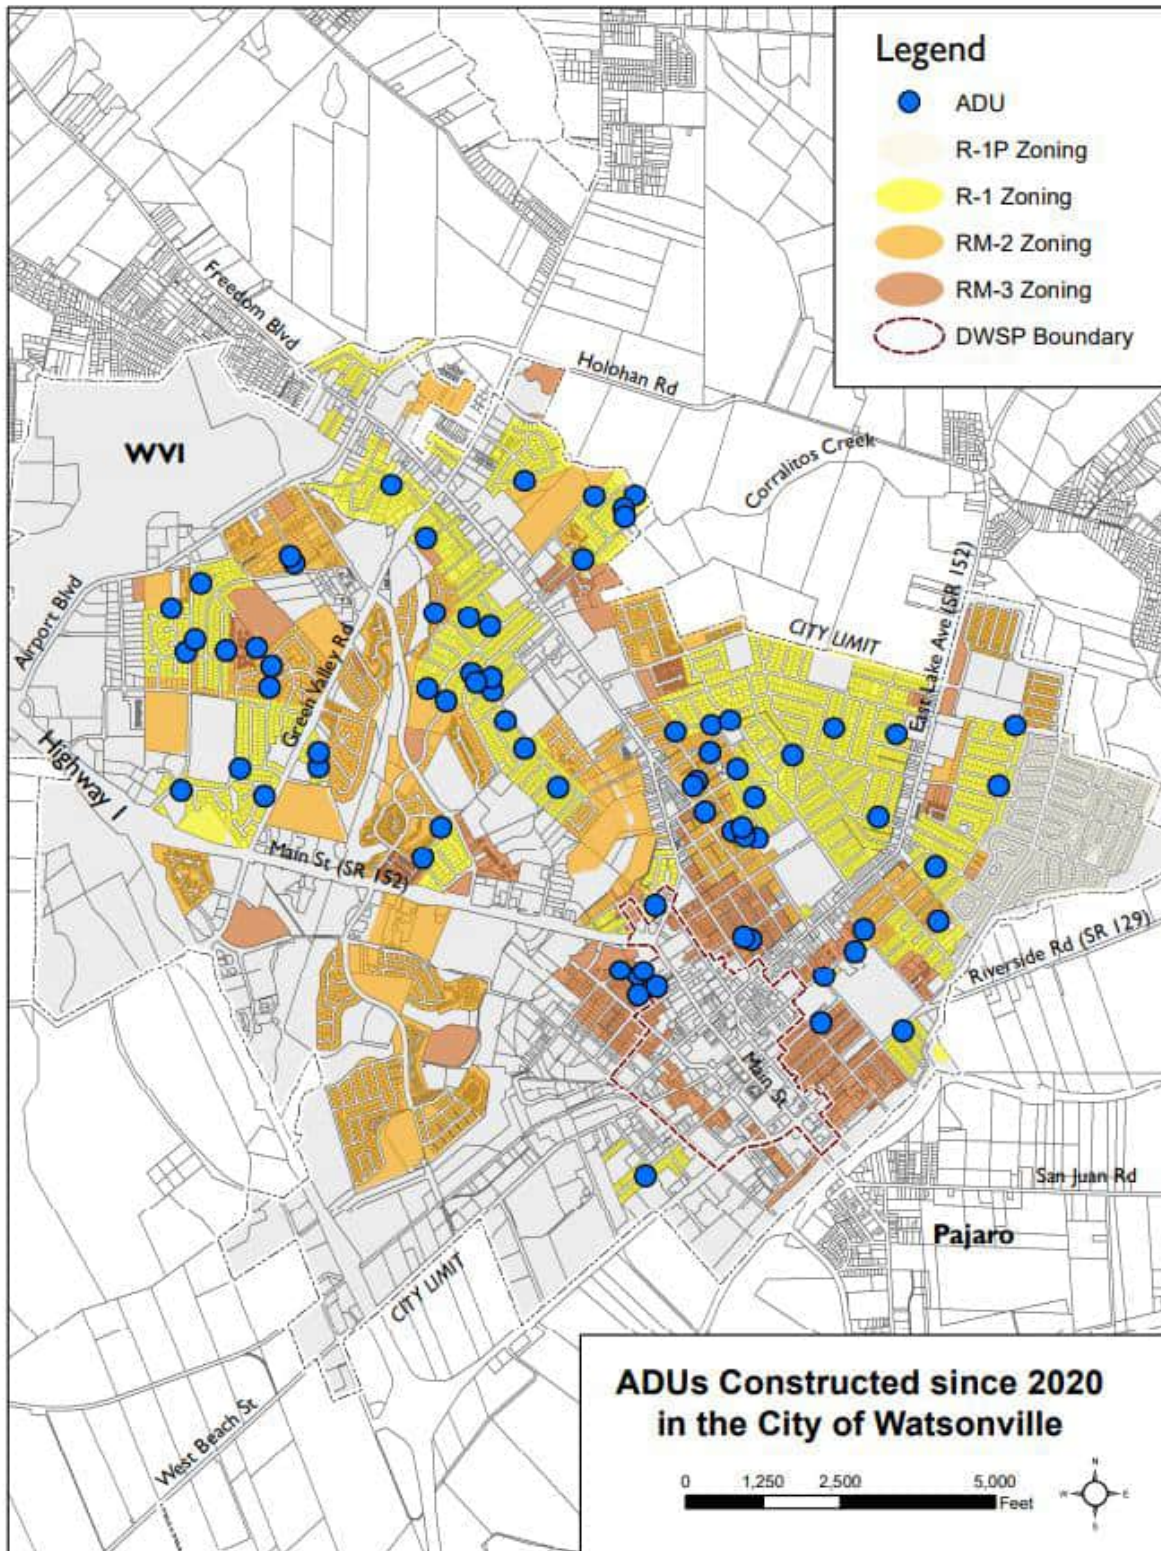 Legend
ADU
R-1P Zoning
R-1 Zoning
RM-2 Zoning
RM-3 Zoning
DWSP Boundary
Freedom Blvd
Holohan Rd
WVI
Corralitos Creek
East Lake Ave (SR 152)
CITY LIMIT
Airport Blvd
Green Valley Rd
Highway 1
Main St (SR 152)
Riverside Rd (SR 129)
Main St
San Juan Rd
Pajaro
CITY LIMIT
West Beach St
ADUs Constructed since 2020
in the City of Watsonville
0 1,250 2,500 5,000
Feet
N
W E
S